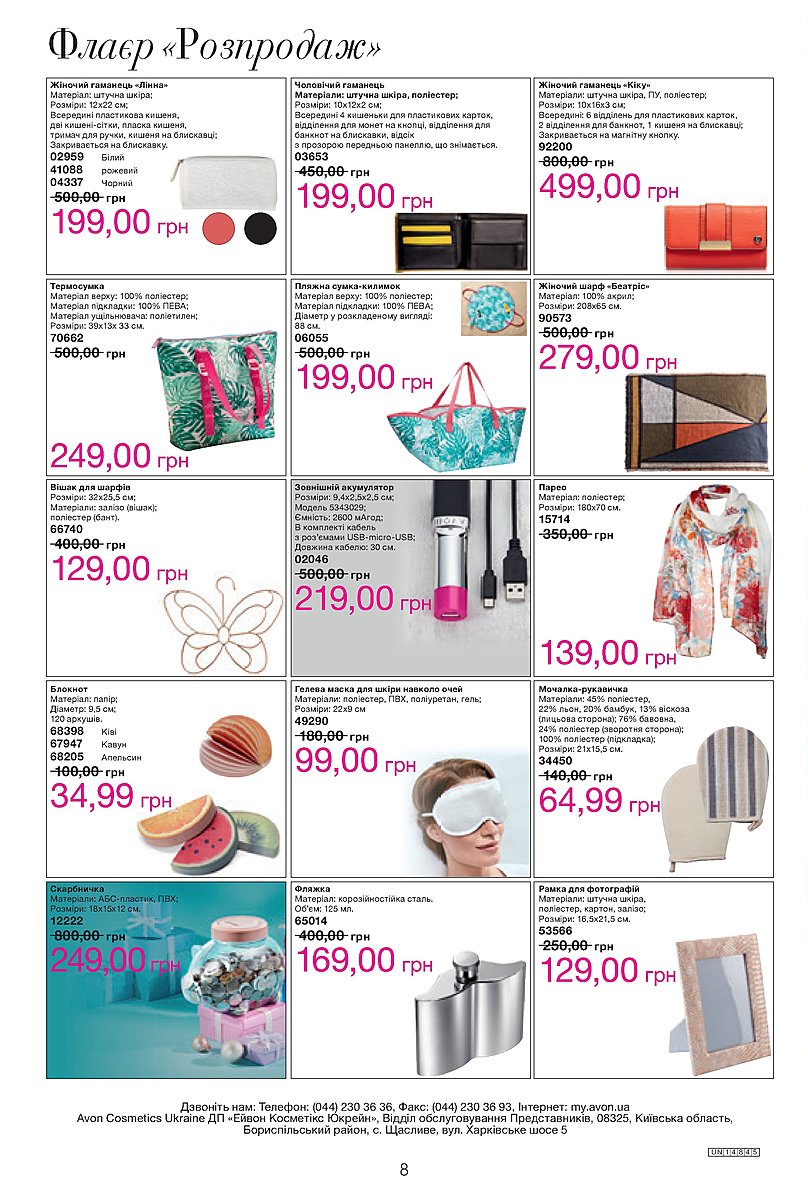 Флаєр «Розпродаж»
Жіночий гаманець «Лінна»
Матеріал: штучна шкіра;
Розміри: 12х22 см;
Всередині пластикова кишеня,
дві кишені-сітки, пласка кишеня,
тримач для ручки, кишеня на блискавці;
Закривається на блискавку.
02959 Білий
41088 рожевий
04337 Чорний
500,00 грн
199,00 грн
Чоловічий гаманець
Матеріали: штучна шкіра, поліестер;
Розміри: 10х12х2 см;
Всередині 4 кишеньки для пластикових карток,
відділення для монет на кнопці, відділення для
банкнот на блискавки, відсік
з прозорою передньою панеллю, що знімається.
03653
450,00 грн
199,00 грн
Жіночий гаманець «Кіку»
Матеріали: штучна шкіра, ПУ, поліестер;
Розміри: 10х16х3 см;
Всередині: 6 відділень для пластикових карток,
2 відділення для банкнот, 1 кишеня на блискавці;
Закривається на магнітну кнопку.
92200
800,00 грн
499,00 грн
Термосумка
Матеріал верху: 100% поліестер;
Матеріал підкладки: 100% ПЕВА;
Матеріал ущільнювача: поліетилен;
Розміри: 39х13х 33 см.
70662
500,00 грн
249,00 грн
Пляжна сумка-килимок
Матеріал верху: 100% поліестер;
Матеріал підкладки: 100% ПЕВА;
Діаметр у розкладеному вигляді:
88 см.
06055
500,00 грн
199,00 грн
Жіночий шарф «Беатріс»
Матеріал: 100% акрил;
Розміри: 208х65 см.
90573
500,00 грн
279,00 грн
Вішак для шарфів
Розміри: 32х25,5 см;
Матеріали: залізо (вішак);
поліестер (бант).
66740
400,00 грн
129,00 грн
Зовнішній акумулятор
Розміри: 9,4х2,5х2,5 см;
Модель 5343029;
Ємність: 2600 мАгод;
В комплекті кабель
з роз’ємами USB-micro-USB;
Довжина кабелю: 30 см.
02046
500,00 грн
219,00 грн
AVON
Парео
Матеріал: поліестер;
Розміри: 180х70 см.
15714
350,00 грн
139,00 грн
Блокнот
Матеріал: папір;
Діаметр: 9,5 см;
120 аркушів.
68398 Ківі
67947 Кавун
68205 Апельсин
100,00 грн
34,99 грн
Гелева маска для шкіри навколо очей
Матеріали: поліестер, ПВХ, поліуретан, гель;
Розміри: 22х9 см
49290
180,00 грн
99,00 грн
Мочалка-рукавичка
Матеріали: 45% поліестер,
22% льон, 20% бамбук, 13% віскоза
(лицьова сторона); 76% бавовна,
24% поліестер (зворотня сторона);
100% поліестер (підкладка);
Розміри: 21х15,5 см.
34450
140,00 грн
64,99 грн
Скарбничка
Матеріали: АБС-пластик, ПВХ;
Розміри: 18х15х12 см.
12222
800,00 грн
249,00 грн
Фляжка
Матеріал: корозійностійка сталь.
Об’єм: 125 мл.
65014
400,00 грн
169,00 грн
Рамка для фотографій
Матеріали: штучна шкіра,
поліестер, картон, залізо;
Розміри: 16,5х21,5 см.
53566
250,00 грн
129,00 грн
Дзвоніть нам: Телефон: (044) 230 36 36, Факс: (044) 230 36 93, Інтернет: my.avon.ua
Avon Cosmetics Ukraine ДП «Ейвон Косметікс Юкрейн», Відділ обслуговування Представників, 08325, Київська область,
Бориспільський район, с. Щасливе, вул. Харківське шосе 5
UN14845
8